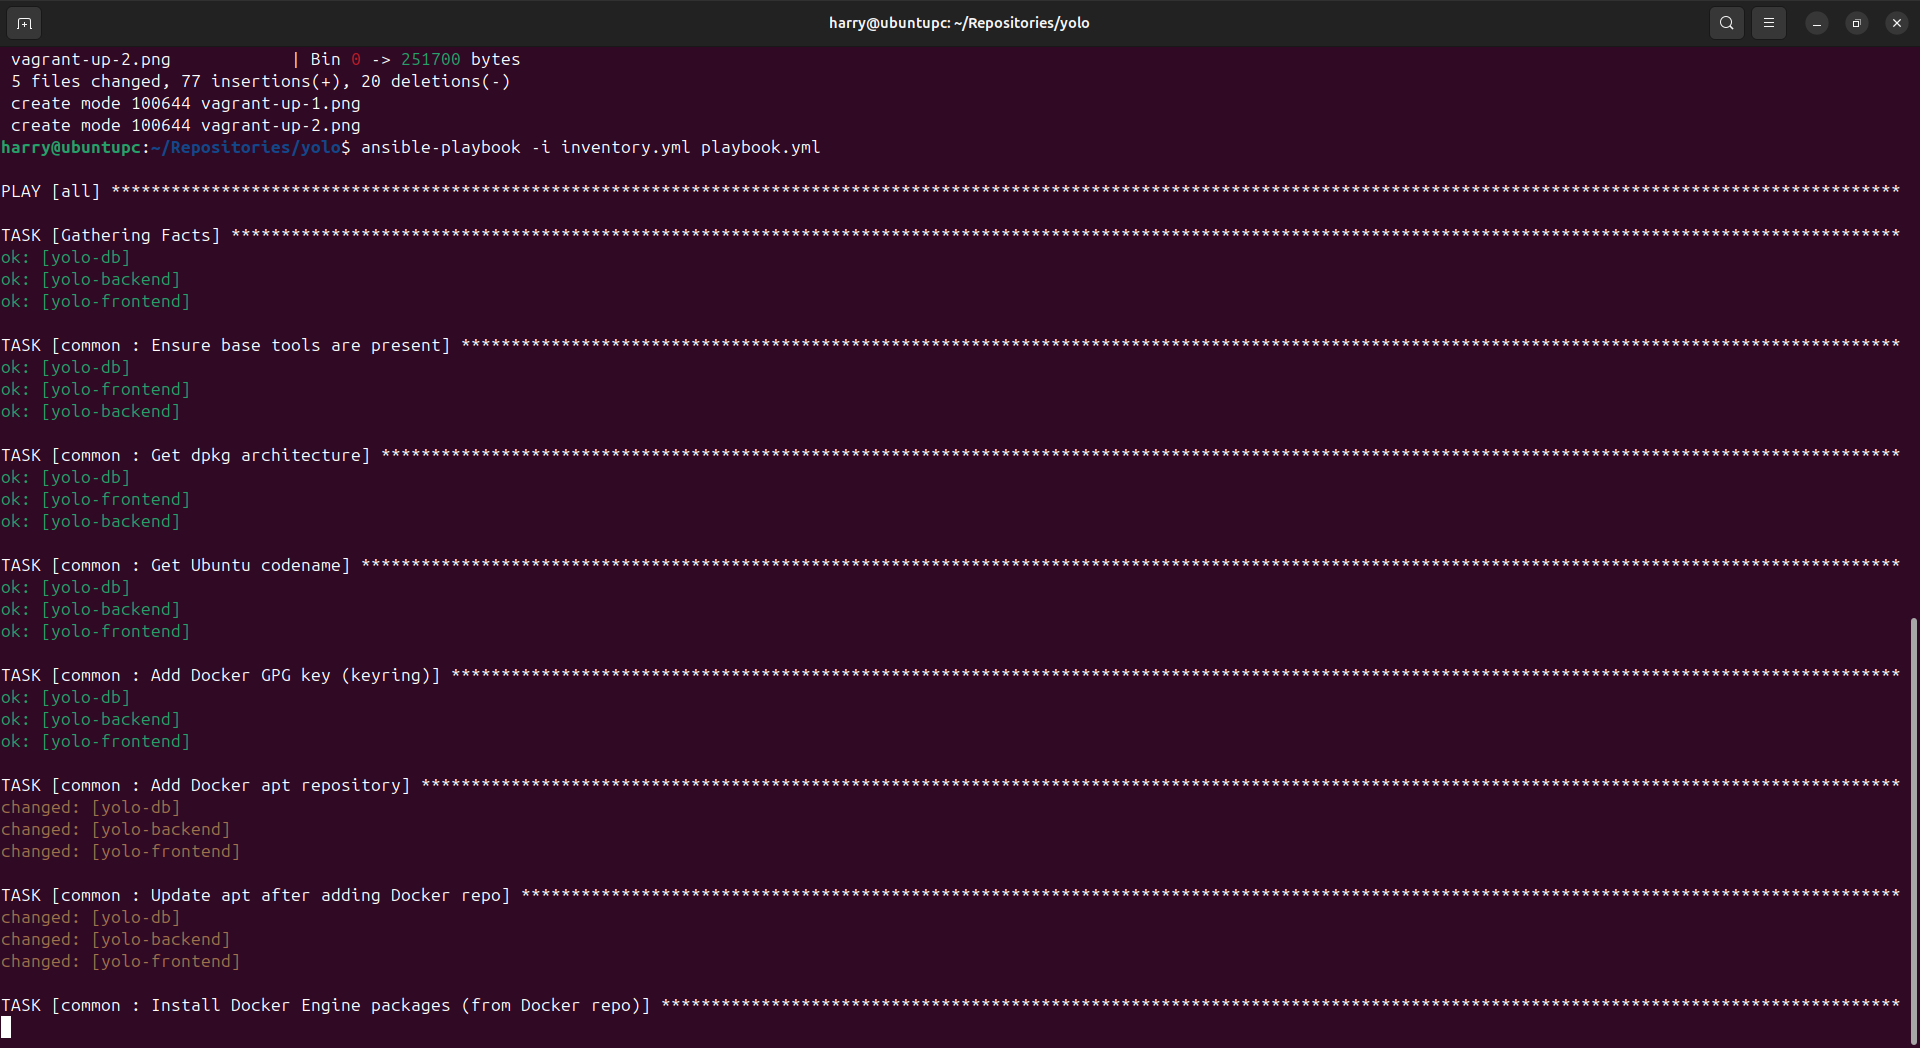 harry@ubuntupc: ~/Repositories/yolo
vagrant-up-2.png            | Bin 0 -> 251700 bytes
5 files changed, 77 insertions(+), 20 deletions(-)
create mode 100644 vagrant-up-1.png
create mode 100644 vagrant-up-2.png
harry@ubuntupc:~/Repositories/yolo$ ansible-playbook -i inventory.yml playbook.yml
PLAY [all] ***********************************************************************************************************************************************************************************
TASK [Gathering Facts] ***********************************************************************************************************************************************************************
ok: [yolo-db]
ok: [yolo-backend]
ok: [yolo-frontend]
TASK [common : Ensure base tools are present] ************************************************************************************************************************************************
ok: [yolo-db]
ok: [yolo-frontend]
ok: [yolo-backend]
TASK [common : Get dpkg architecture] ********************************************************************************************************************************************************
ok: [yolo-db]
ok: [yolo-frontend]
ok: [yolo-backend]
TASK [common : Get Ubuntu codename] **********************************************************************************************************************************************************
ok: [yolo-db]
ok: [yolo-backend]
ok: [yolo-frontend]
TASK [common : Add Docker GPG key (keyring)] *************************************************************************************************************************************************
ok: [yolo-db]
ok: [yolo-backend]
ok: [yolo-frontend]
TASK [common : Add Docker apt repository] ****************************************************************************************************************************************************
changed: [yolo-db]
changed: [yolo-backend]
changed: [yolo-frontend]
TASK [common : Update apt after adding Docker repo] ******************************************************************************************************************************************
changed: [yolo-db]
changed: [yolo-backend]
changed: [yolo-frontend]
TASK [common : Install Docker Engine packages (from Docker repo)] ****************************************************************************************************************************